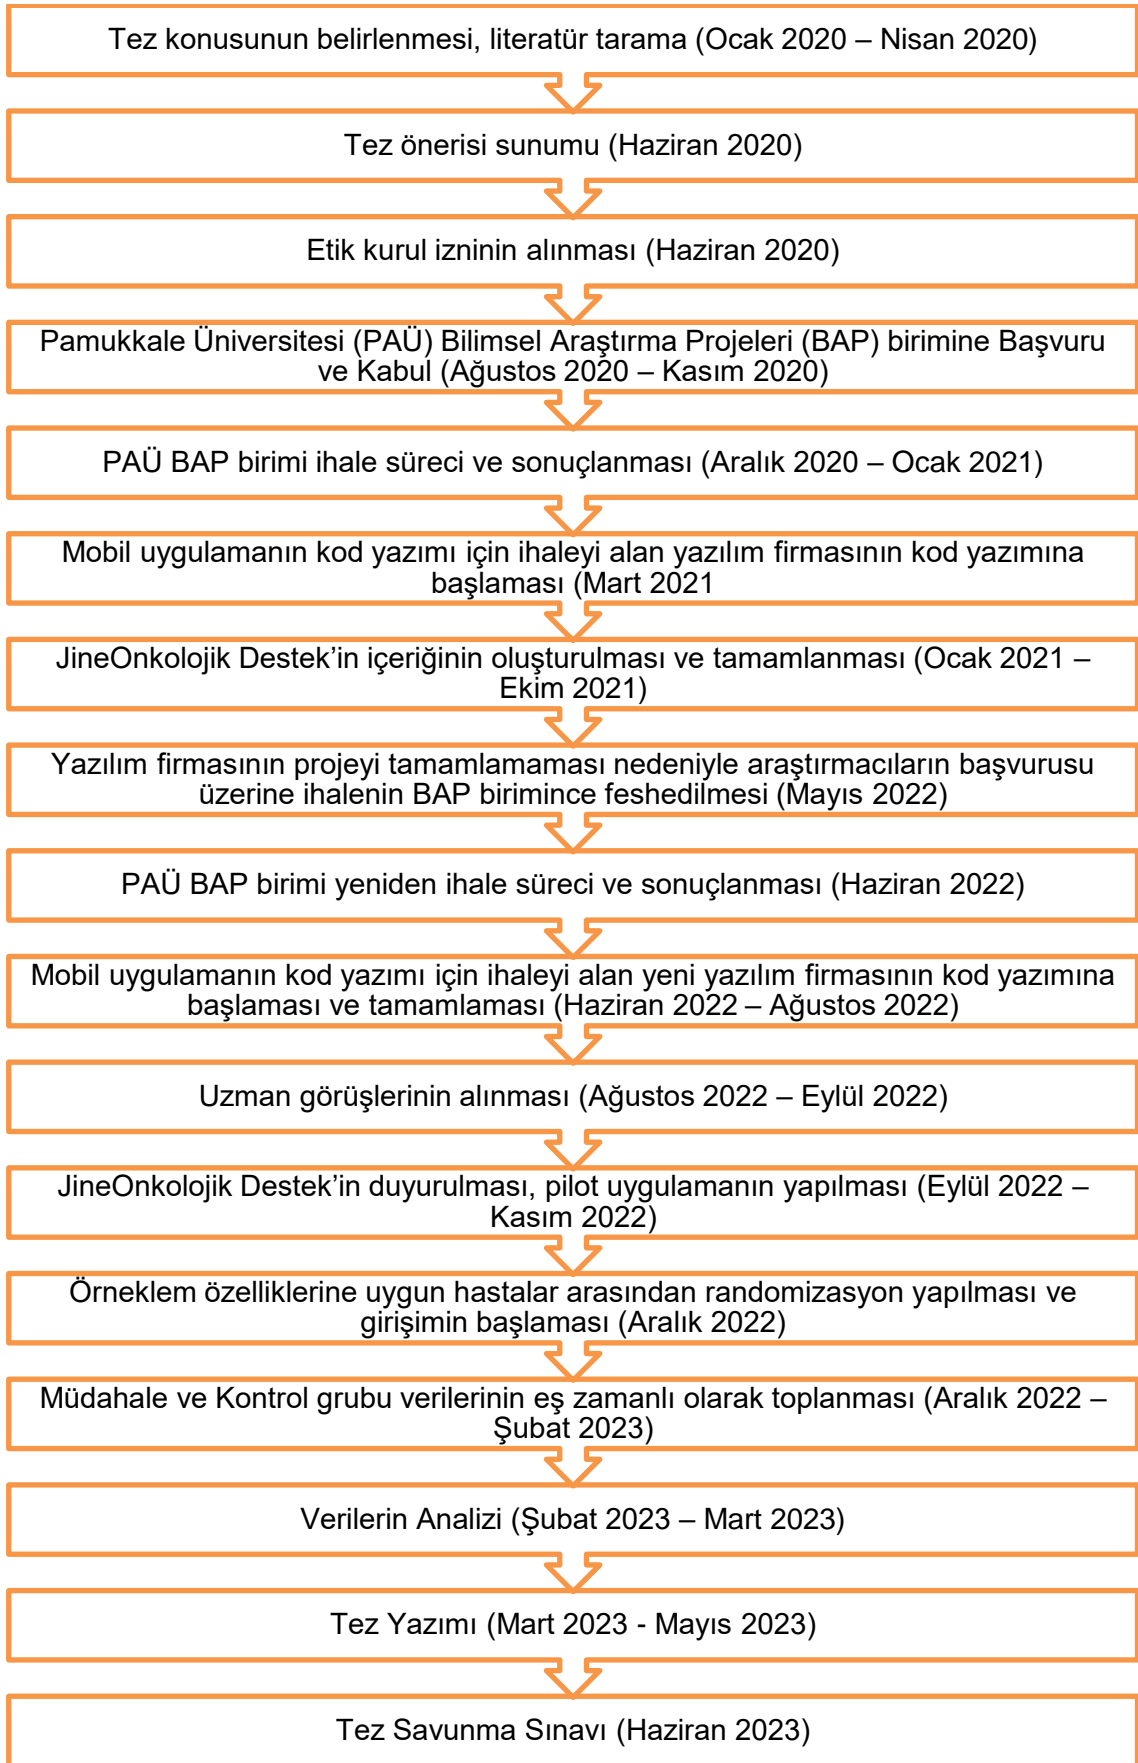 Tez konusunun belirlenmesi, literatür tarama (Ocak 2020 – Nisan 2020)
Tez önerisi sunumu (Haziran 2020)
Etik kurul izninin alınması (Haziran 2020)
Pamukkale Üniversitesi (PAÜ) Bilimsel Araştırma Projeleri (BAP) birimine Başvuru
ve Kabul (Ağustos 2020 – Kasım 2020)
PAÜ BAP birimi ihale süreci ve sonuçlanması (Aralık 2020 – Ocak 2021)
Mobil uygulamanın kod yazımı için ihaleyi alan yazılım firmasının kod yazımına
başlaması (Mart 2021
JineOnkolojik Destek’in içeriğinin oluşturulması ve tamamlanması (Ocak 2021 –
Ekim 2021)
Yazılım firmasının projeyi tamamlamaması nedeniyle araştırmacıların başvurusu
üzerine ihalenin BAP birimince feshedilmesi (Mayıs 2022)
PAÜ BAP birimi yeniden ihale süreci ve sonuçlanması (Haziran 2022)
Mobil uygulamanın kod yazımı için ihaleyi alan yeni yazılım firmasının kod yazımına
başlaması ve tamamlaması (Haziran 2022 – Ağustos 2022)
Uzman görüşlerinin alınması (Ağustos 2022 – Eylül 2022)
JineOnkolojik Destek’in duyurulması, pilot uygulamanın yapılması (Eylül 2022 –
Kasım 2022)
Örneklem özelliklerine uygun hastalar arasından randomizasyon yapılması ve
girişimin başlaması (Aralık 2022)
Müdahale ve Kontrol grubu verilerinin eş zamanlı olarak toplanması (Aralık 2022 –
Şubat 2023)
Verilerin Analizi (Şubat 2023 – Mart 2023)
Tez Yazımı (Mart 2023 - Mayıs 2023)
Tez Savunma Sınavı (Haziran 2023)